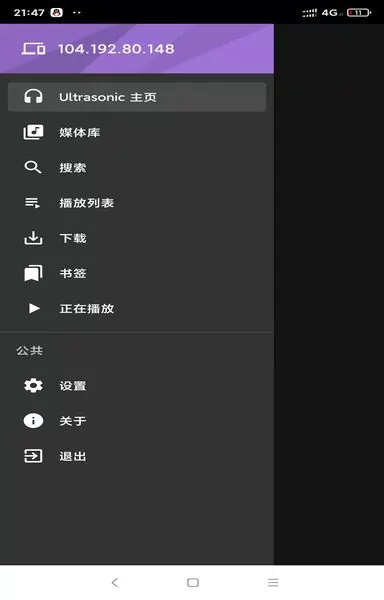 21:47
4G
11
104.192.80.148
Ultrasonic 主页
媒体库
搜索
播放列表
下载
书签
正在播放
公共
设置
关于
退出